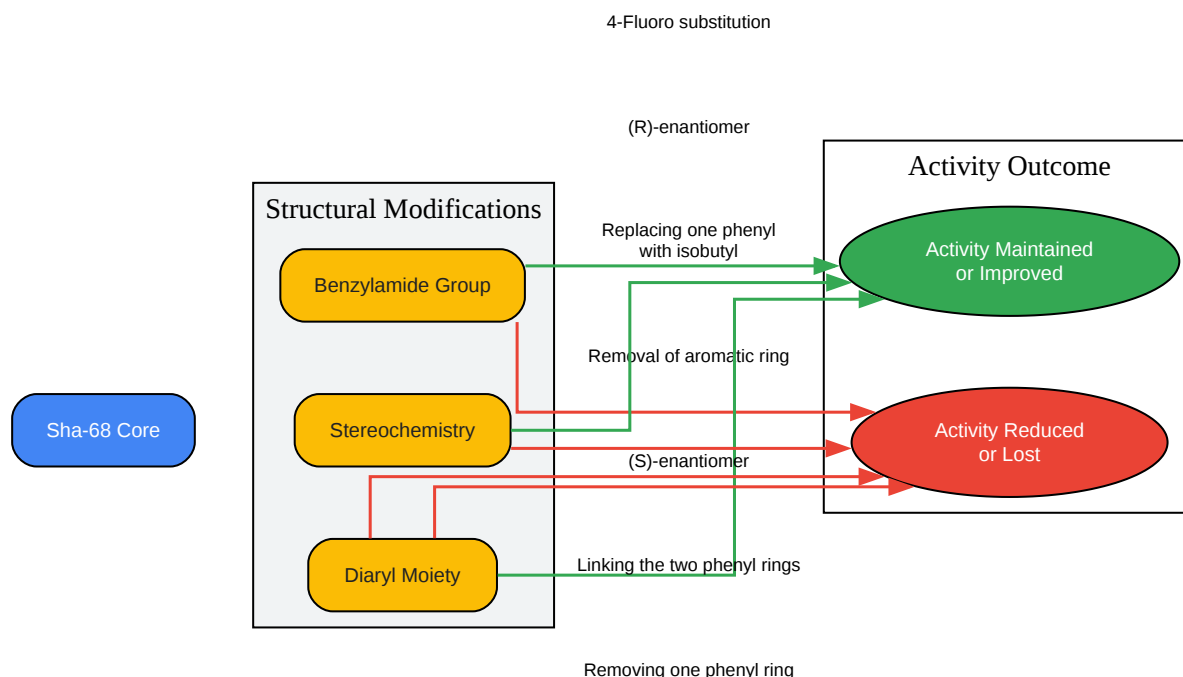 4-Fluoro substitution
(R)-enantiomer
Activity Outcome
Structural Modifications
Replacing one phenyl
with isobutyl
Activity Maintained
or Improved
Benzylamide Group
Removal of aromatic ring
Sha-68 Core
Stereochemistry
Activity Reduced
or Lost
(S)-enantiomer
Linking the two phenyl rings
Diaryl Moiety
Removing one phenyl ring